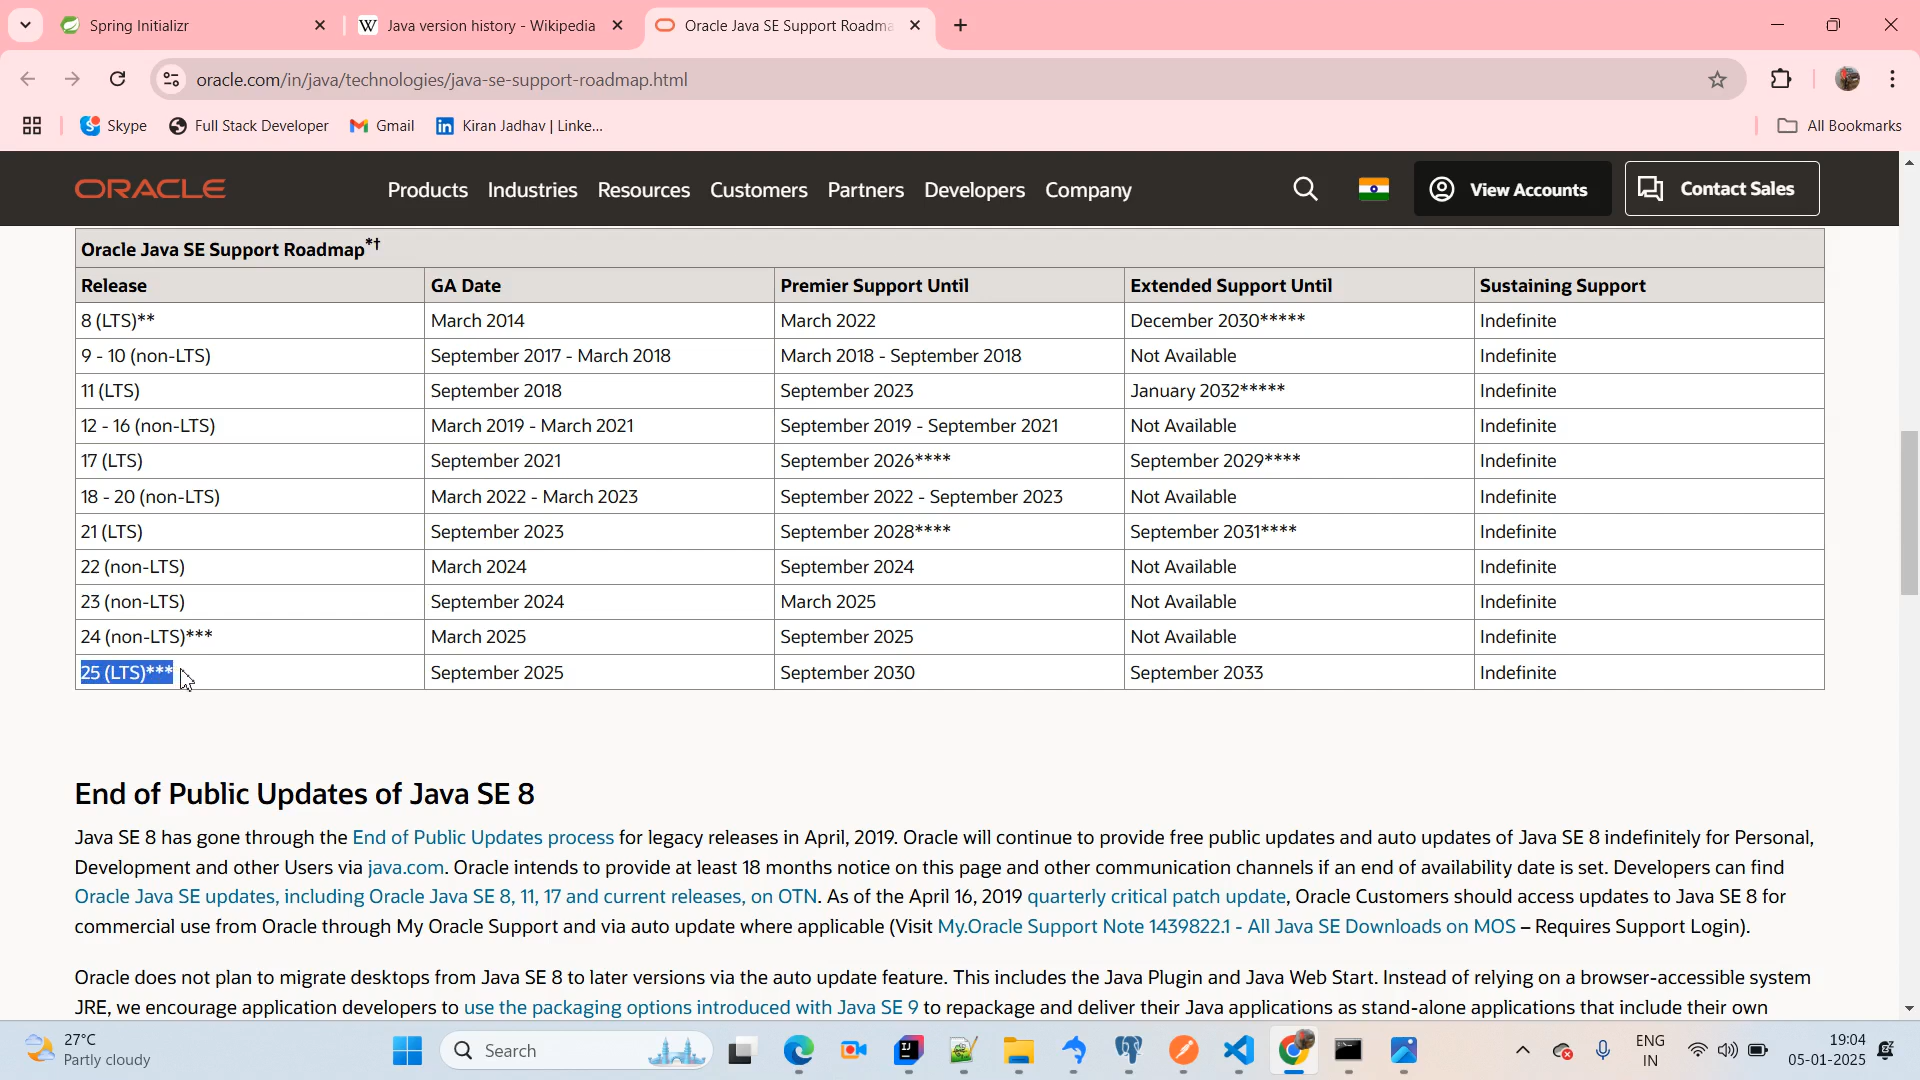 Spring Initializr
Java version history - Wikipedia
Oracle Java SE Support Roadma
oracle.com/in/java/technologies/java-se-support-roadmap.html
Skype
Full Stack Developer
Gmail
Kiran Jadhav | Linke...
All Bookmarks
ORACLE
Products Industries Resources Customers Partners Developers Company
View Accounts
Contact Sales
Oracle Java SE Support Roadmap*†
Release GA Date Premier Support Until Extended Support Until Sustaining Support
8 (LTS)** March 2014 March 2022 December 2030***** Indefinite
9 - 10 (non-LTS) September 2017 - March 2018 March 2018 - September 2018 Not Available Indefinite
11 (LTS) September 2018 September 2023 January 2032***** Indefinite
12 - 16 (non-LTS) March 2019 - March 2021 September 2019 - September 2021 Not Available Indefinite
17 (LTS) September 2021 September 2026**** September 2029**** Indefinite
18 - 20 (non-LTS) March 2022 - March 2023 September 2022 - September 2023 Not Available Indefinite
21 (LTS) September 2023 September 2028**** September 2031**** Indefinite
22 (non-LTS) March 2024 September 2024 Not Available Indefinite
23 (non-LTS) September 2024 March 2025 Not Available Indefinite
24 (non-LTS)*** March 2025 September 2025 Not Available Indefinite
25 (LTS)*** September 2025 September 2030 September 2033 Indefinite
End of Public Updates of Java SE 8
Java SE 8 has gone through the End of Public Updates process for legacy releases in April, 2019. Oracle will continue to provide free public updates and auto updates of Java SE 8 indefinitely for Personal,
Development and other Users via java.com. Oracle intends to provide at least 18 months notice on this page and other communication channels if an end of availability date is set. Developers can find
Oracle Java SE updates, including Oracle Java SE 8, 11, 17 and current releases, on OTN. As of the April 16, 2019 quarterly critical patch update, Oracle Customers should access updates to Java SE 8 for
commercial use from Oracle through My Oracle Support and via auto update where applicable (Visit My.Oracle Support Note 1439822.1 - All Java SE Downloads on MOS – Requires Support Login).
Oracle does not plan to migrate desktops from Java SE 8 to later versions via the auto update feature. This includes the Java Plugin and Java Web Start. Instead of relying on a browser-accessible system
JRE, we encourage application developers to use the packaging options introduced with Java SE 9 to repackage and deliver their Java applications as stand-alone applications that include their own
27°C
Partly cloudy
Search
ENG
IN
19:04
05-01-2025